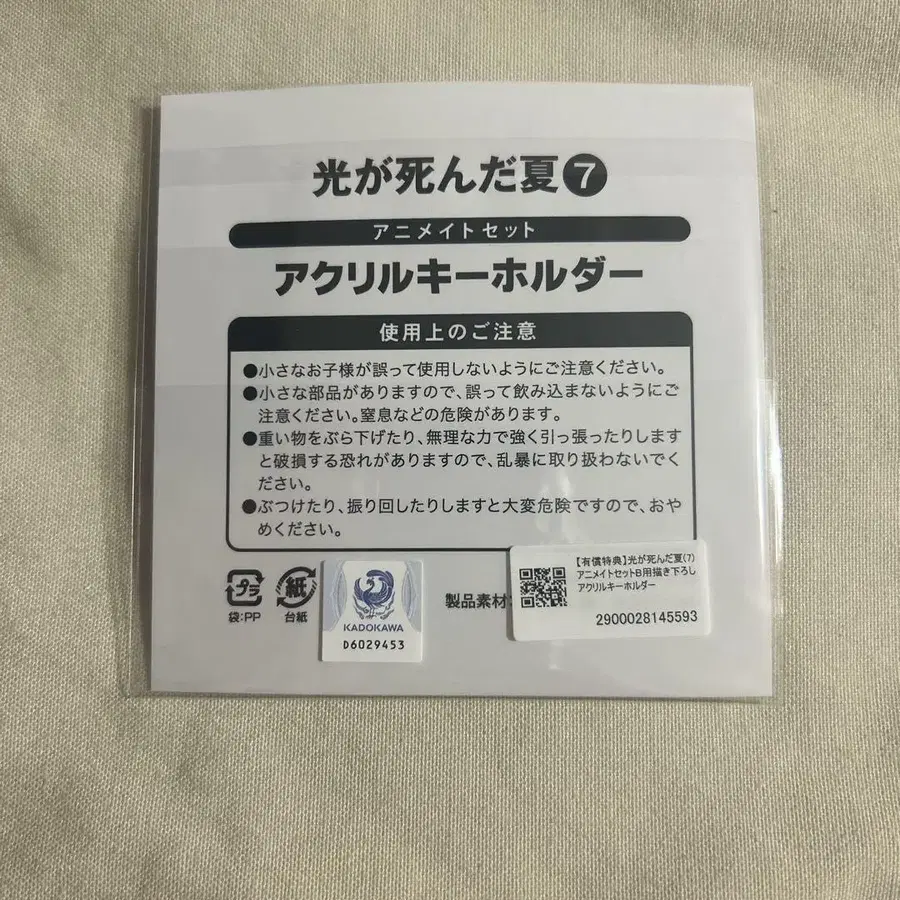 光が死んだ夏❼
アニメイトセット
アクリルキーホルダー
使用上のご注意
●小さなお子様が誤って使用しないようにご注意ください。
●小さな部品がありますので、誤って飲み込まないようにご
注意ください。窒息などの危険があります。
●重い物をぶら下げたり、無理な力で強く引っ張ったりします
と破損する恐れがありますので、乱暴に取り扱わないでく
ださい。
●ぶつけたり、振り回したりしますと大変危険ですので、おや
めください。
プラ
袋:PP
紙
台紙
KADOKAWA
D6029453
製品素材:
【有償特典】光が死んだ夏(7)
アニメイトセットB用描き下ろし
アクリルキーホルダー
2900028145593